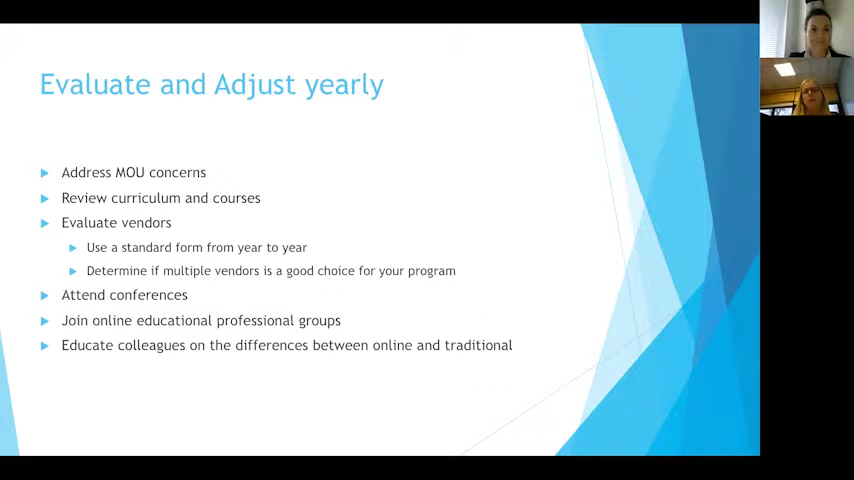 Evaluate and Adjust yearly
Address MOU concerns
Review curriculum and courses
Evaluate vendors
Use a standard form from year to year
Determine if multiple vendors is a good choice for your program
Attend conferences
Join online educational professional groups
Educate colleagues on the differences between online and traditional